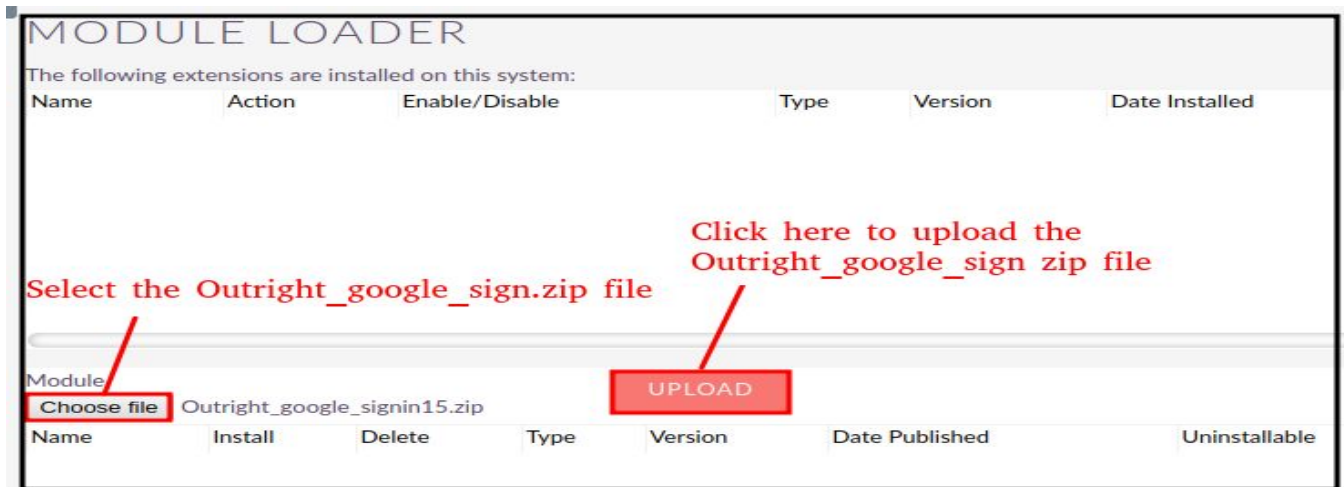 MODULE LOADER
The following extensions are installed on this system:
Name Action Enable/Disable Type Version Date Installed
Click here to upload the
Outright_google_sign zip file
Select the Outright_google_sign.zip file
Module
UPLOAD
Choose file Outright_google_signin15.zip
Name Install Delete Type Version Date Published Uninstallable